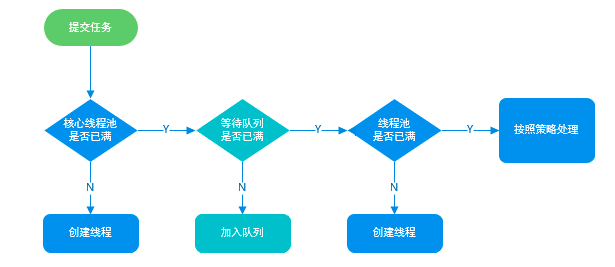 提交任务
核心线程池
是否已满
Y
等待队列
是否已满
Y
线程池
是否已满
Y
按照策略处理
N
N
N
创建线程
加入队列
创建线程